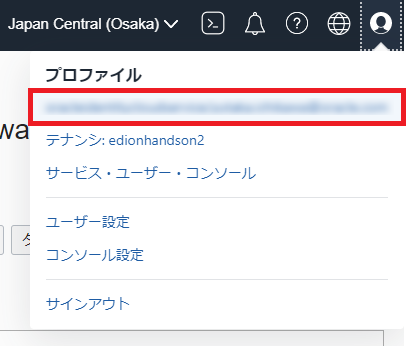 Japan Central (Osaka)
プロファイル
テナンシ: edionhandson2
サービス・ユーザー・コンソール
ユーザー設定
コンソール設定
サインアウト